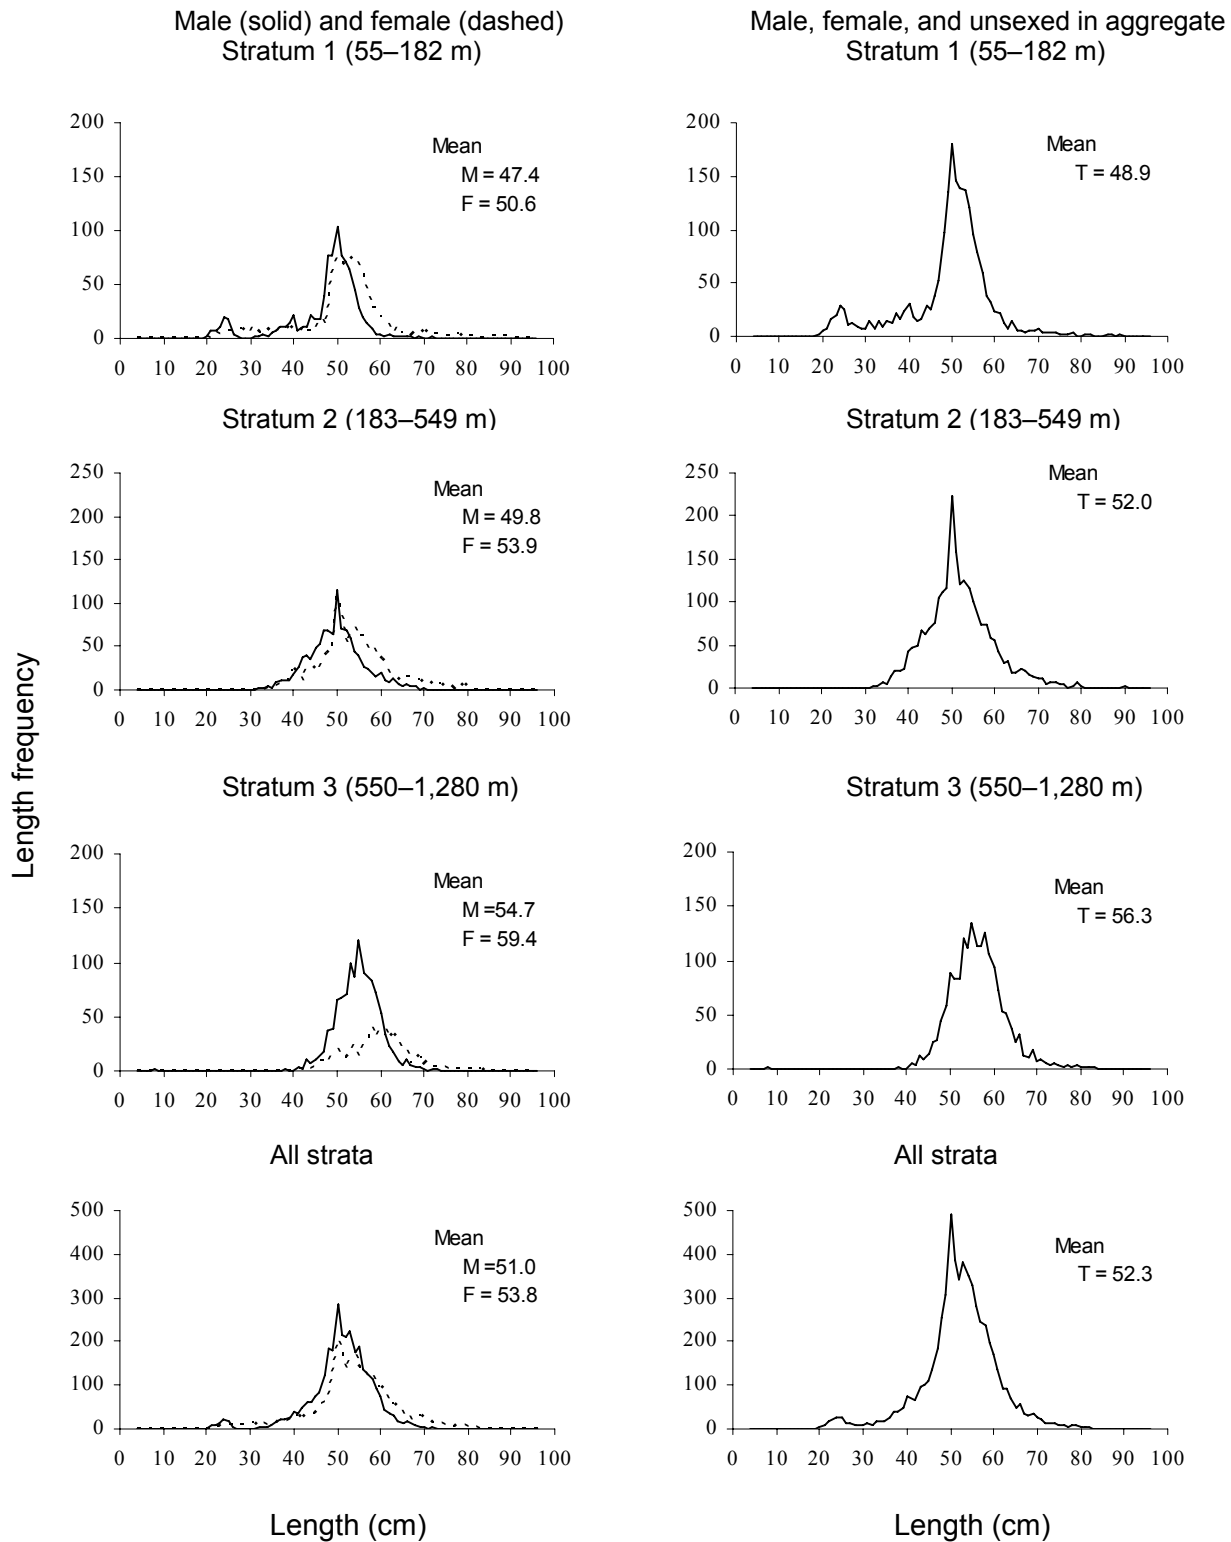 Male (solid) and female (dashed)
Stratum 1 (55–182 m)
200
150
100
50
0
0 10 20 30 40 50 60 70 80 90 100
Mean
M = 47.4
F = 50.6
Male, female, and unsexed in aggregate
Stratum 1 (55–182 m)
200
150
100
50
0
0 10 20 30 40 50 60 70 80 90 100
Mean
T = 48.9
Stratum 2 (183–549 m)
250
200
150
100
50
0
0 10 20 30 40 50 60 70 80 90 100
Mean
M = 49.8
F = 53.9
Stratum 2 (183–549 m)
250
200
150
100
50
0
0 10 20 30 40 50 60 70 80 90 100
Mean
T = 52.0
Length frequency
Stratum 3 (550–1,280 m)
200
150
100
50
0
0 10 20 30 40 50 60 70 80 90 100
Mean
M =54.7
F = 59.4
Stratum 3 (550–1,280 m)
200
150
100
50
0
0 10 20 30 40 50 60 70 80 90 100
Mean
T = 56.3
All strata
500
400
300
200
100
0
0 10 20 30 40 50 60 70 80 90 100
Mean
M =51.0
F = 53.8
Length (cm)
All strata
500
400
300
200
100
0
0 10 20 30 40 50 60 70 80 90 100
Mean
T = 52.3
Length (cm)